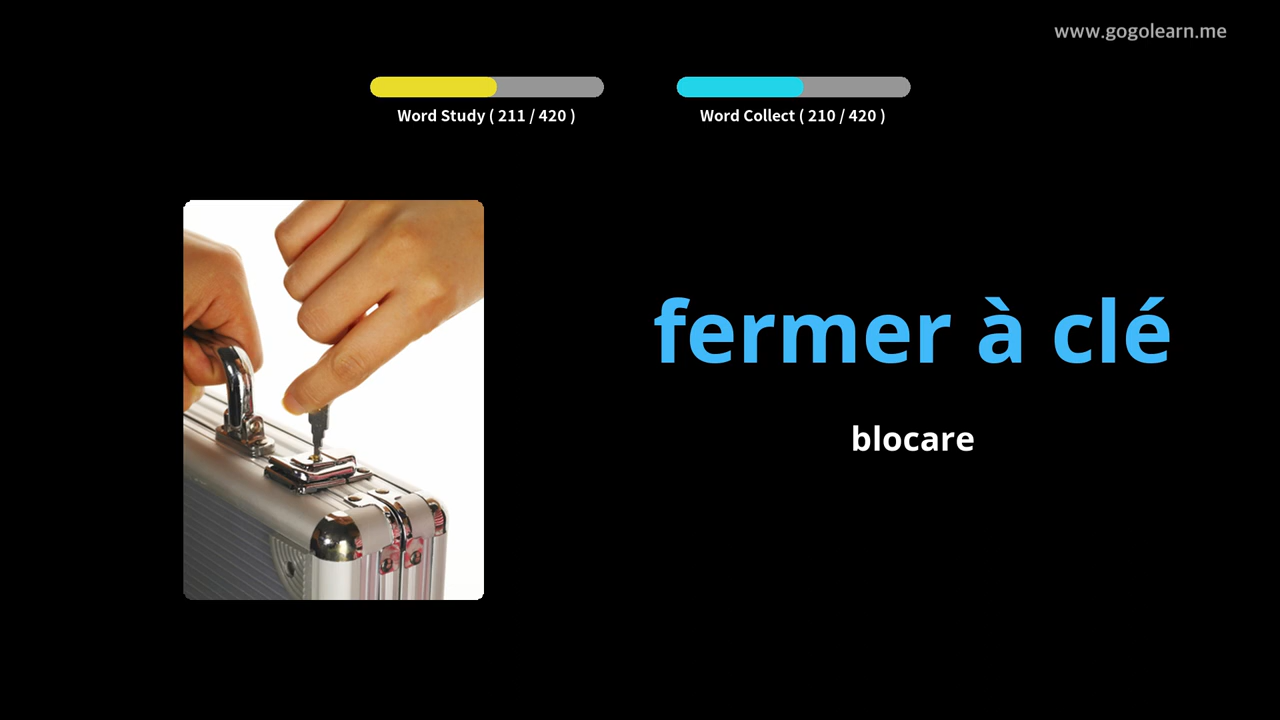 www.gogolearn.me
Word Study ( 211 / 420 )
Word Collect ( 210 / 420 )
fermer à clé
blocare